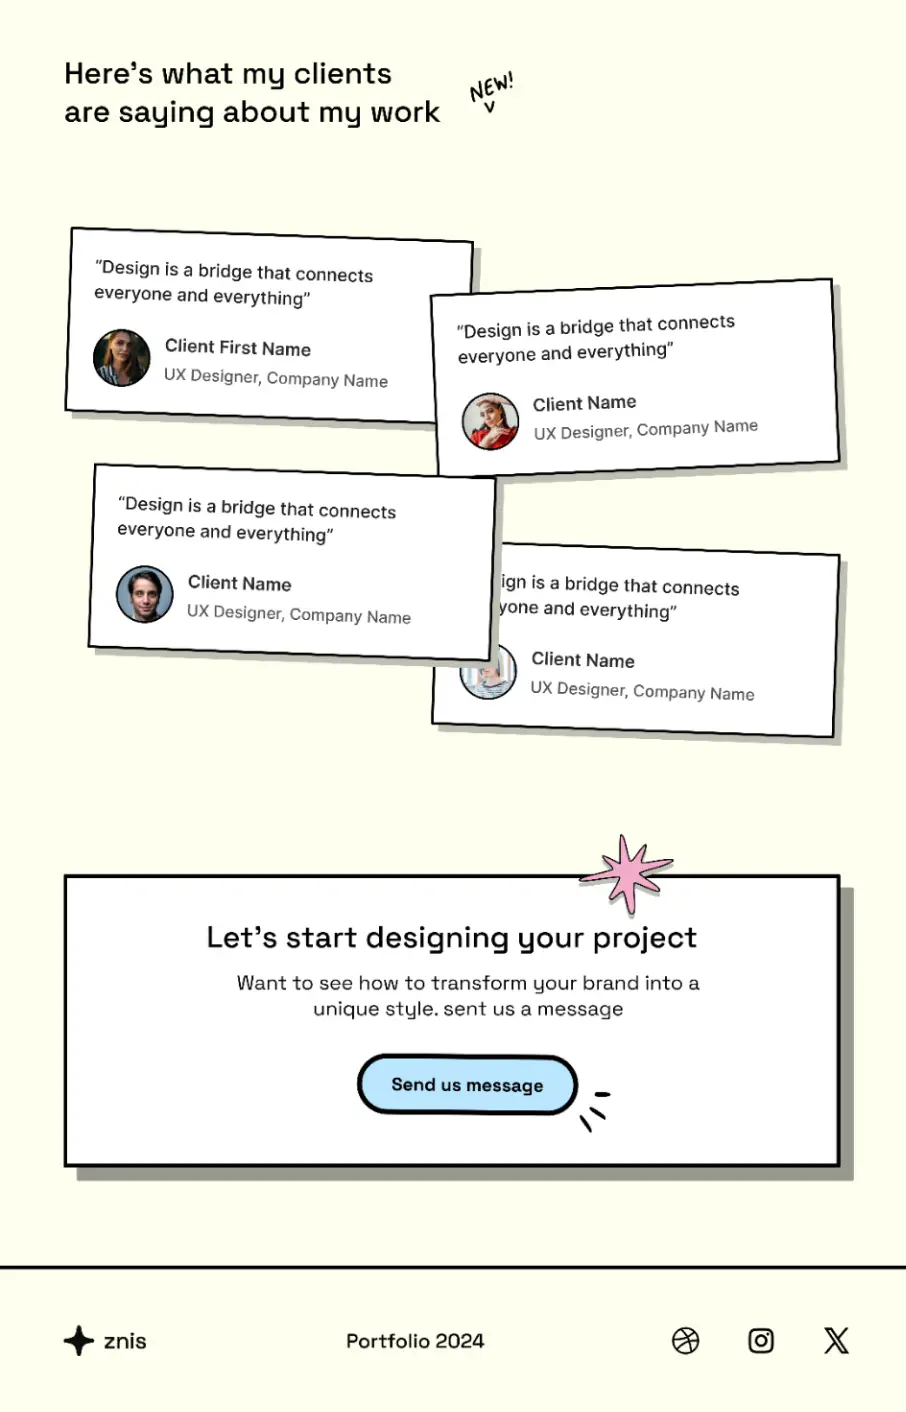 Here's what my clients
are saying about my work
NEW!
"Design is a bridge that connects
everyone and everything"
Client First Name
UX Designer, Company Name
"Design is a bridge that connects
everyone and everything"
Client Name
UX Designer, Company Name
"Design is a bridge that connects
everyone and everything"
Client Name
UX Designer, Company Name
is a bridge that connects
and everything"
Client Name
UX Designer, Company Name
Let's start designing your project
Want to see how to transform your brand into a
unique style. sent us a message
Send us message
znis
Portfolio 2024